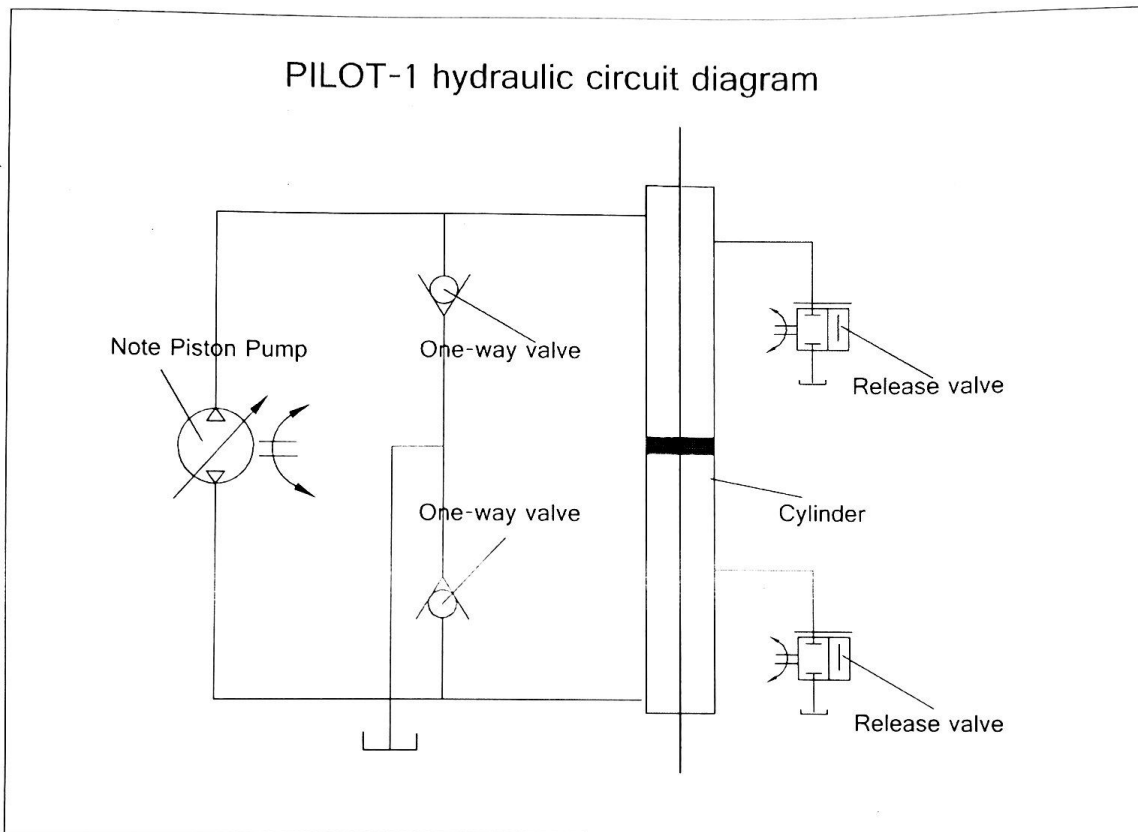 PILOT-1 hydraulic circuit diagram
Note Piston Pump
One-way valve
Release valve
One-way valve
Cylinder
Release valve